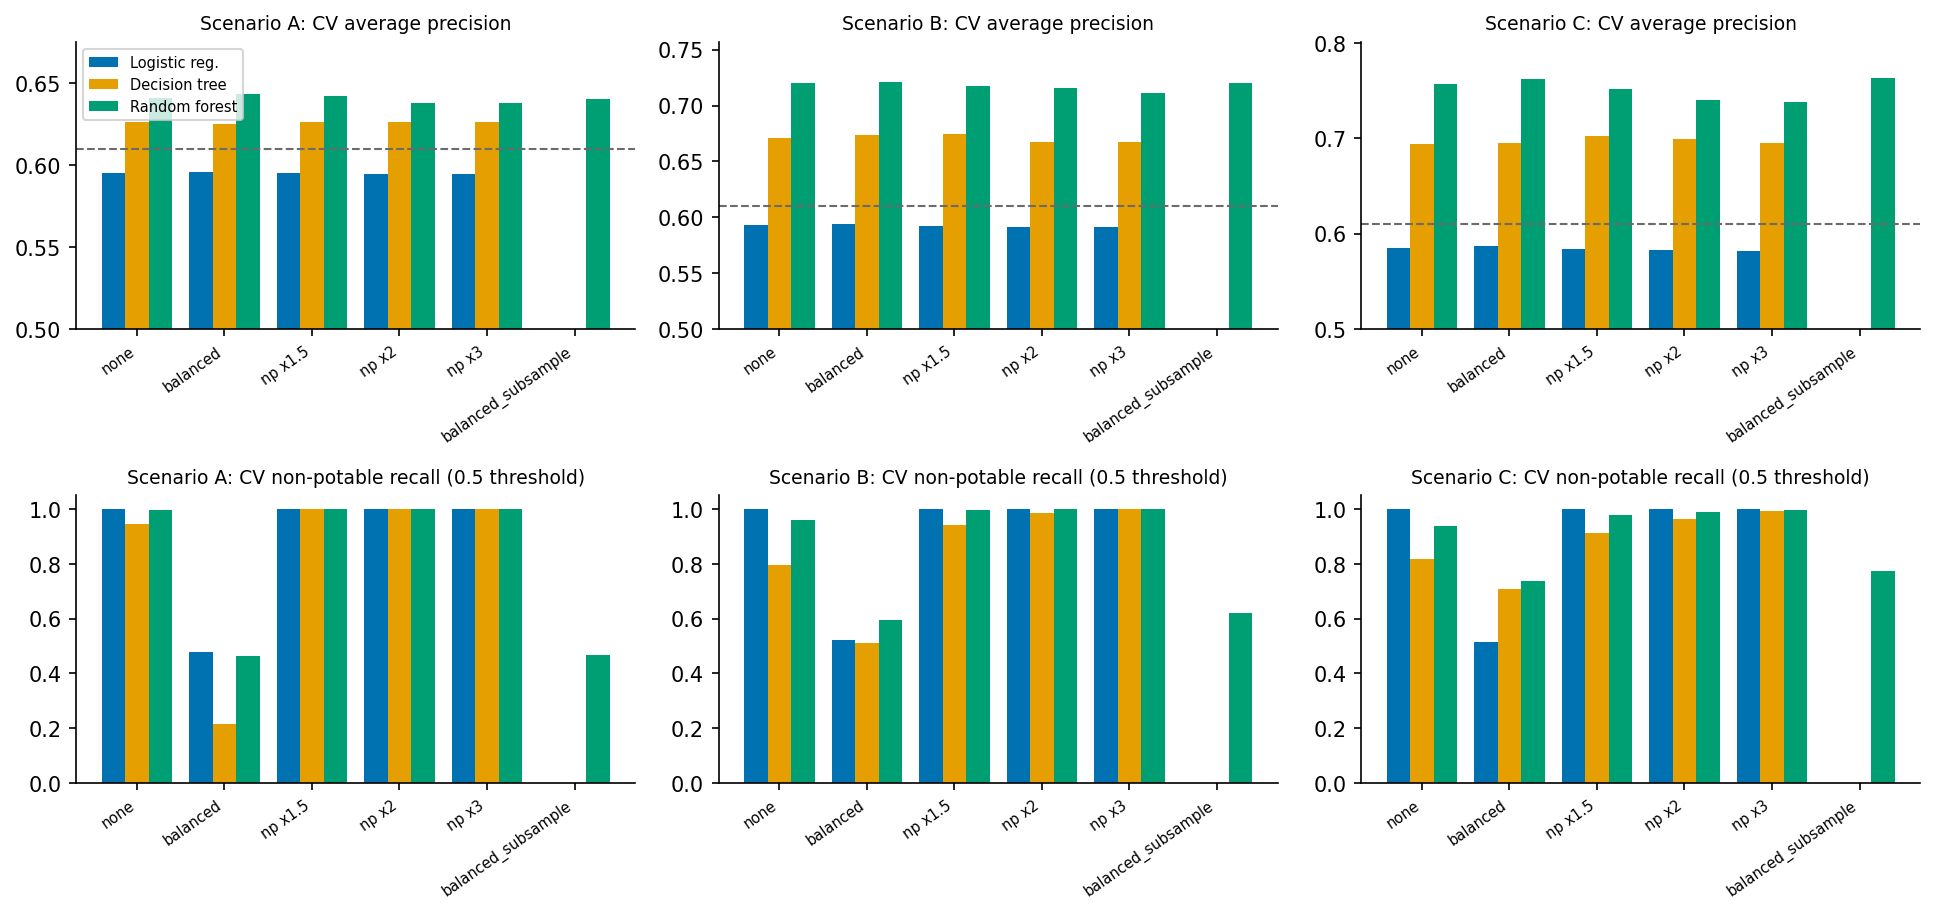 Scenario A: CV average precision
Logistic reg.
Decision tree
Random forest
0.65
0.60
0.55
0.50
none
balanced
np x1.5
np x2
np x3
balanced_subsample
Scenario B: CV average precision
0.75
0.70
0.65
0.60
0.55
0.50
none
balanced
np x1.5
np x2
np x3
balanced_subsample
Scenario C: CV average precision
0.8
0.7
0.6
0.5
none
balanced
np x1.5
np x2
np x3
balanced_subsample
Scenario A: CV non-potable recall (0.5 threshold)
1.0
0.8
0.6
0.4
0.2
0.0
none
balanced
np x1.5
np x2
np x3
balanced_subsample
Scenario B: CV non-potable recall (0.5 threshold)
1.0
0.8
0.6
0.4
0.2
0.0
none
balanced
np x1.5
np x2
np x3
balanced_subsample
Scenario C: CV non-potable recall (0.5 threshold)
1.0
0.8
0.6
0.4
0.2
0.0
none
balanced
np x1.5
np x2
np x3
balanced_subsample